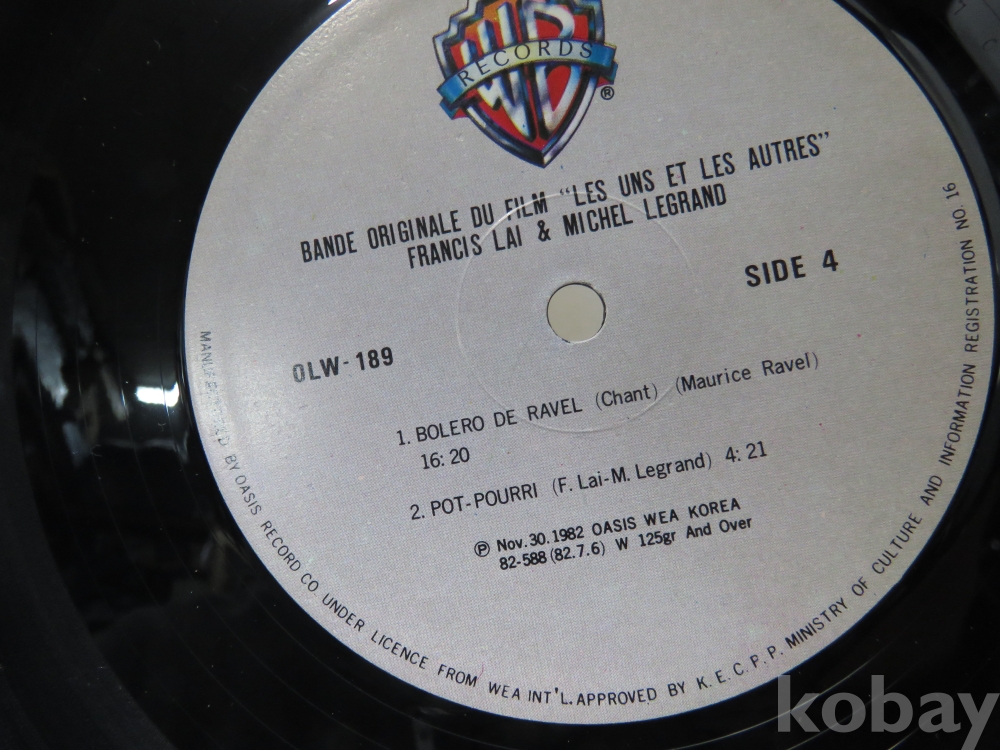 RECORDS
WB
®
BANDE ORIGINALE DU FILM “LES UNS ET LES AUTRES”
FRANCIS LAI & MICHEL LEGRAND
SIDE 4
OLW-189
1. BOLERO DE RAVEL (Chant) (Maurice Ravel)
16:20
2. POT-POURRI (F. Lai-M. Legrand) 4:21
Ⓟ Nov.30.1982 OASIS WEA KOREA
82-588(82.7.6) W 125gr And Over
BY OASIS RECORD CO. UNDER LICENCE FROM WEA INT'L. APPROVED BY K.E.C.P.P. MINISTRY OF CULTURE AND INFORMATION REGISTRATION NO. 16
kobay